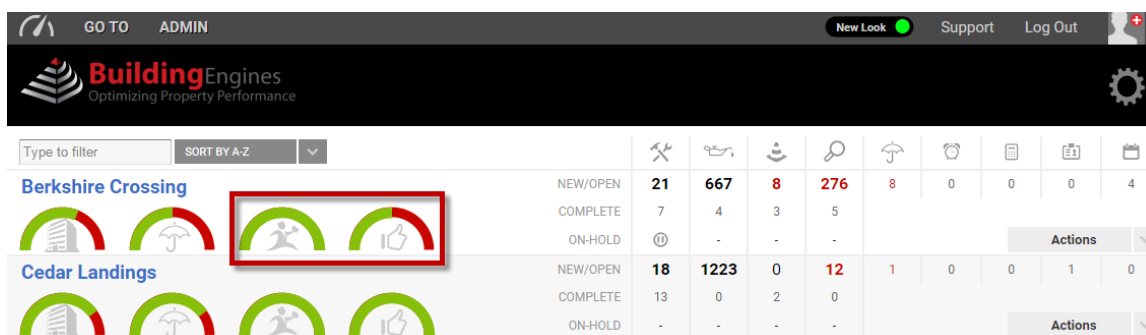 GO TO ADMIN New Look Support Log Out
BuildingEngines
Optimizing Property Performance
Type to filter SORT BY A-Z
Berkshire Crossing NEW/OPEN 21 667 8 276 8 0 0 0 4
COMPLETE 7 4 3 5
ON-HOLD - - - Actions
Cedar Landings NEW/OPEN 18 1223 0 12 1 0 0 1 0
COMPLETE 13 0 2 0
ON-HOLD - - - - Actions